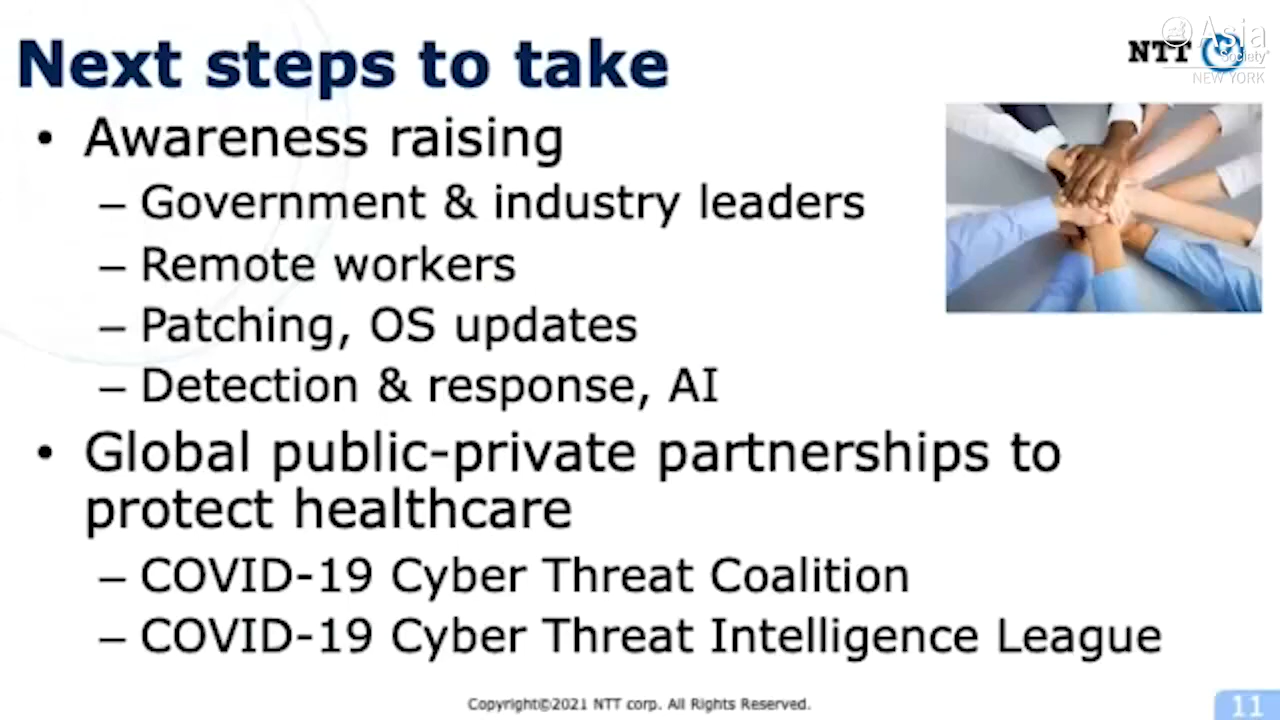 Next steps to take
NTT
Asia
Society
NEW YORK
• Awareness raising
– Government & industry leaders
– Remote workers
– Patching, OS updates
– Detection & response, AI
• Global public-private partnerships to
protect healthcare
– COVID-19 Cyber Threat Coalition
– COVID-19 Cyber Threat Intelligence League
Copyright©2021 NTT corp. All Rights Reserved.
11